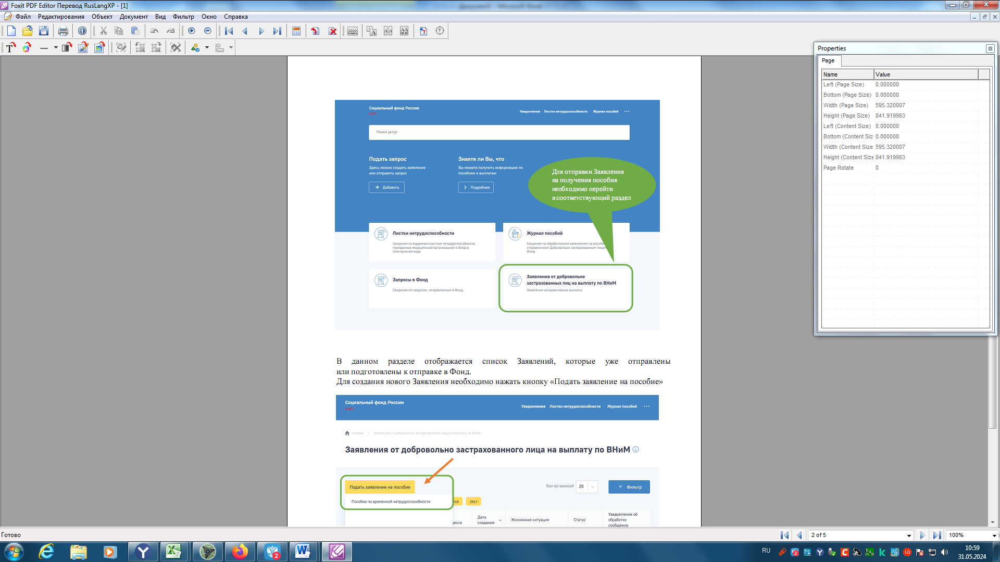 Foxit PDF Editor Перевод RusLangXP - [1]
Файл Редактирования Объект Документ Вид Фильтр Окно Справка
Properties
Page
Name Value
Left (Page Size) 0.000000
Bottom (Page Size) 0.000000
Width (Page Size) 595.320007
Height (Page Size) 841.919983
Left (Content Size) 0.000000
Bottom (Content Siz 0.000000
Width (Content Size 595.320007
Height (Content Size 841.919983
Page Rotate 0
Социальный фонд России
(UAT)
Уведомления Листки нетрудоспособности Журнал пособий ...
Поиск услуг
Подать запрос
Здесь можно создать заявление
или отправить запрос
Добавить
Знаете ли Вы, что
Вы можете получить информацию по
пособиям и выплатам
Подробнее
Для отправки Заявления
на получения пособия
необходимо перейти
в соответствующий раздел
Листки нетрудоспособности
Сведения по выданным листкам нетрудоспособности,
переданные медицинской организацией в Фонд в
электронном виде
Журнал пособий
Сведения по обработанным заявлениям на пособи
отправленным Добровольно застрахованным лицом
Фонд
Запросы в Фонд
Сведения по запросам, отправленным в Фонд
Заявления от добровольно
застрахованных лиц на выплату по ВНиМ
Заявления на проактивные выплаты
В данном разделе отображается список Заявлений, которые уже отправлены
или подготовлены к отправке в Фонд.
Для создания нового Заявления необходимо нажать кнопку «Подать заявление на пособие»
Социальный фонд России
(UAT)
Уведомления Листки нетрудоспособности Журнал пособий ...
Главная > Заявления от добровольно застрахованного лица на выплату по ВНиМ
Заявления от добровольно застрахованного лица на выплату по ВНиМ
Подать заявление на пособие
Кол-во записей 20
Фильтр
Пособие по временной нетрудоспособности
018 2017
цесса
Дата
создания
Жизненная ситуация
Статус
Уведомление об
обработке
сообщения
Готово
2 of 5
100%
RU
10:59
31.05.2024